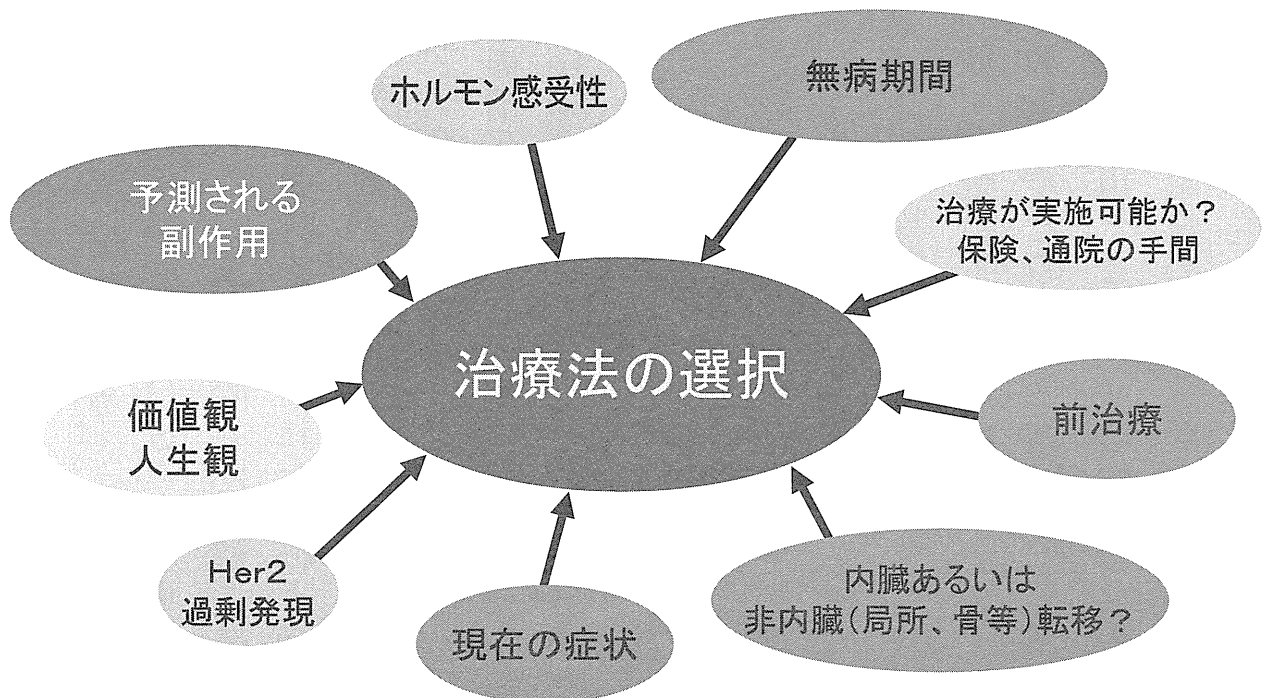 ホルモン感受性
無病期間
予測される
副作用
治療が実施可能か？
保険、通院の手間
治療法の選択
価値観
人生観
前治療
Her2
過剰発現
現在の症状
内臓あるいは
非内臓（局所、骨等）転移？